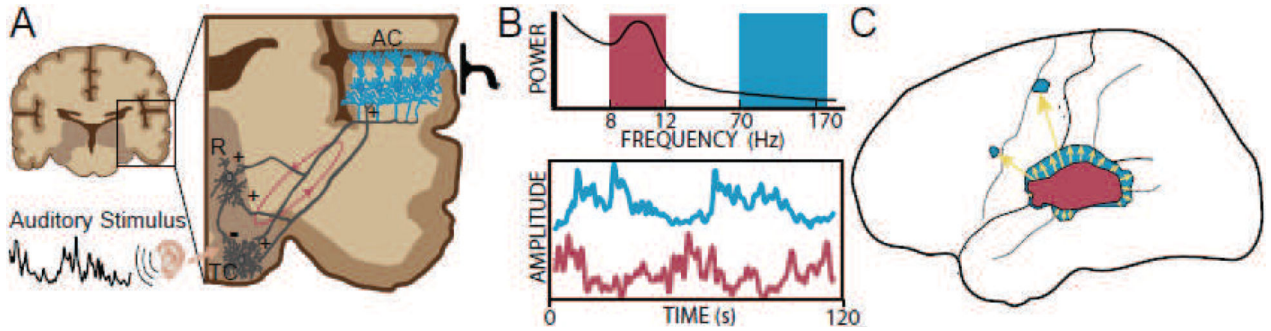 A
AC
+
R
+
+
Auditory Stimulus
-
+
TC
B
POWER
8 12 70 170
FREQUENCY (Hz)
AMPLITUDE
0 TIME (s) 120
C